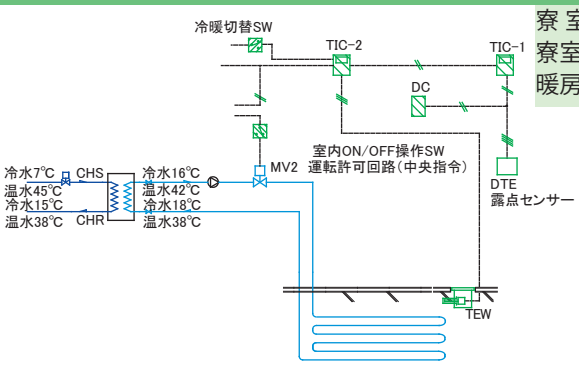 冷暖切替SW
TIC-2
TIC-1
寮室
寮室
暖房
DC
室内ON/OFF操作SW
MV2 運転許可回路(中央指令)
DTE
露点センサー
冷水7℃ CHS
温水45℃
冷水15℃
温水38℃ CHR
冷水16℃
温水42℃
冷水18℃
温水38℃
TEW